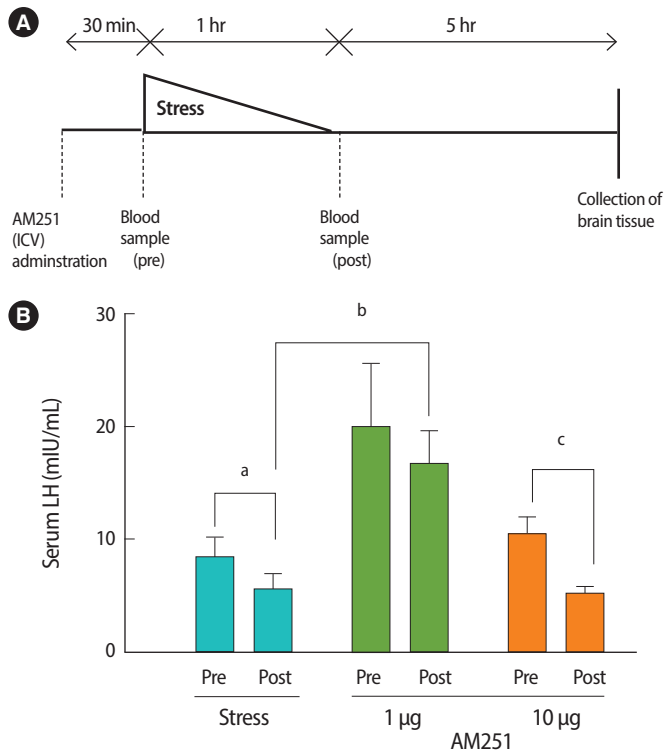 A
30 min
1 hr
5 hr
Stress
AM251
(ICV)
adminstration
Blood
sample
(pre)
Blood
sample
(post)
Collection of
brain tissue
B
Serum LH (mIU/mL)
30
20
10
0
a
b
c
Pre Post Pre Post Pre Post
Stress 1 μg 10 μg
AM251